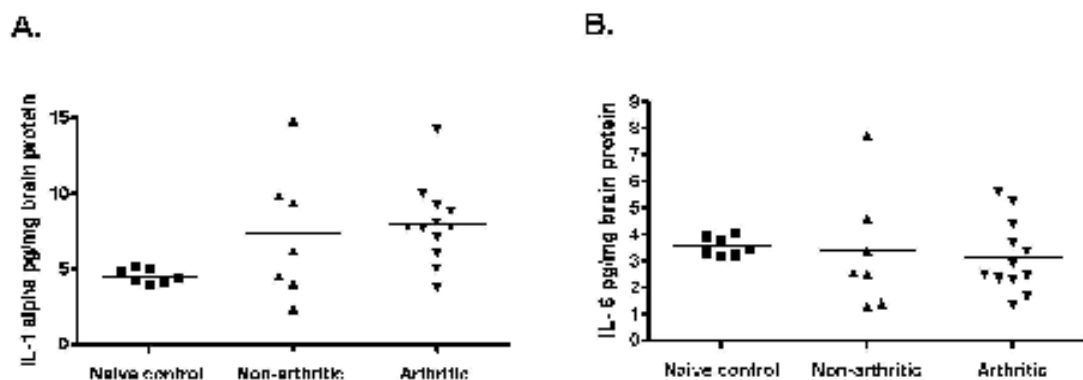 A.
IL-1 alpha pg/mg brain protein
15
10
5
0
Naive control Non-arthritic Arthritic
B.
IL- 6 pg/mg brain protein
9
8
7
6
5
4
3
2
1
0
Naive control Non-arthritic Arthritic